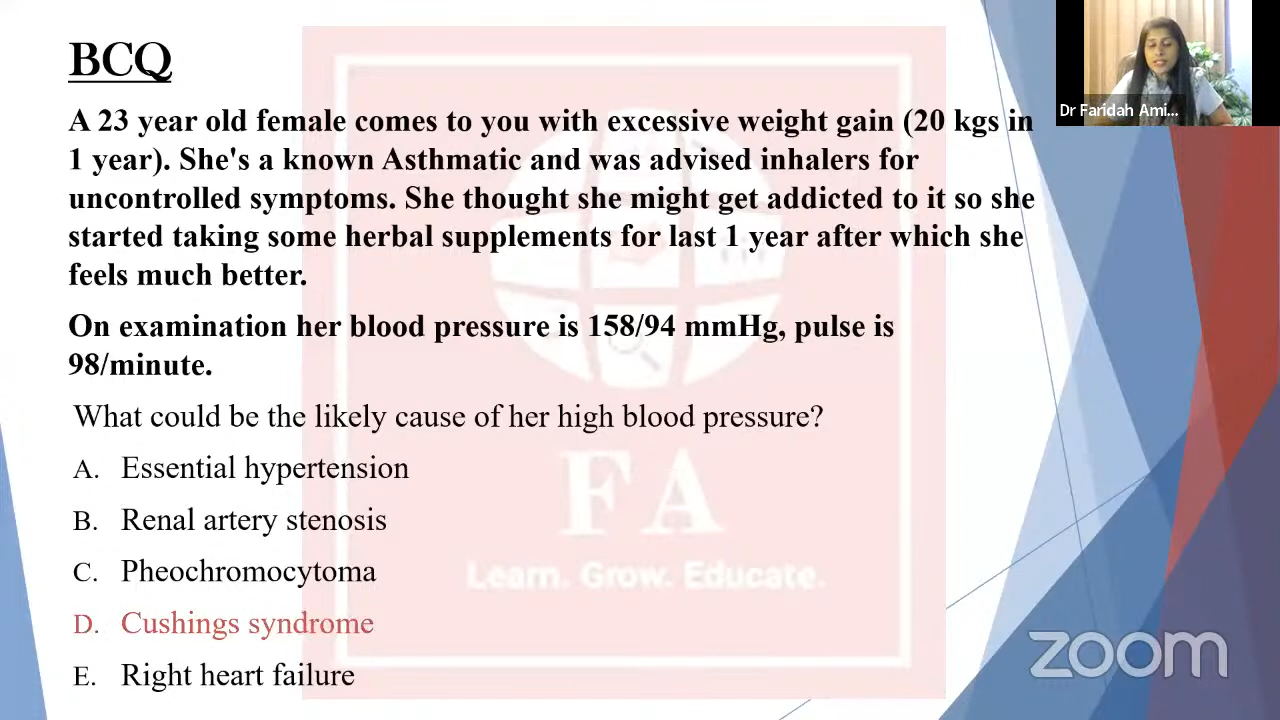 BCQ
Dr Faridah Ami...
A 23 year old female comes to you with excessive weight gain (20 kgs in
1 year). She's a known Asthmatic and was advised inhalers for
uncontrolled symptoms. She thought she might get addicted to it so she
started taking some herbal supplements for last 1 year after which she
feels much better.
On examination her blood pressure is 158/94 mmHg, pulse is
98/minute.
What could be the likely cause of her high blood pressure?
A. Essential hypertension
B. Renal artery stenosis
C. Pheochromocytoma
D. Cushings syndrome
E. Right heart failure
FA
Learn. Grow. Educate.
zoom